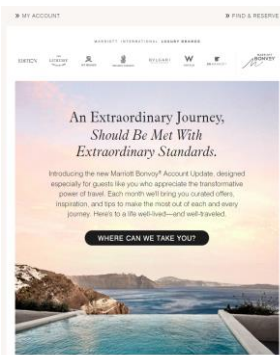 » MY ACCOUNT
» FIND & RESERVE
MARRIOTT INTERNATIONAL LUXURY BRANDS
EDITION
BVLGARI
W
MARRIOTT
BONVOY
An Extraordinary Journey,
Should Be Met With
Extraordinary Standards.
Introducing the new Marriott Bonvoy® Account Update, designed
especially for guests like you who appreciate the transformative
power of travel. Each month we'll bring you curated offers,
inspiration, and tips to make the most out of each and every
journey. Here's to a life well-lived—and well-traveled.
WHERE CAN WE TAKE YOU?